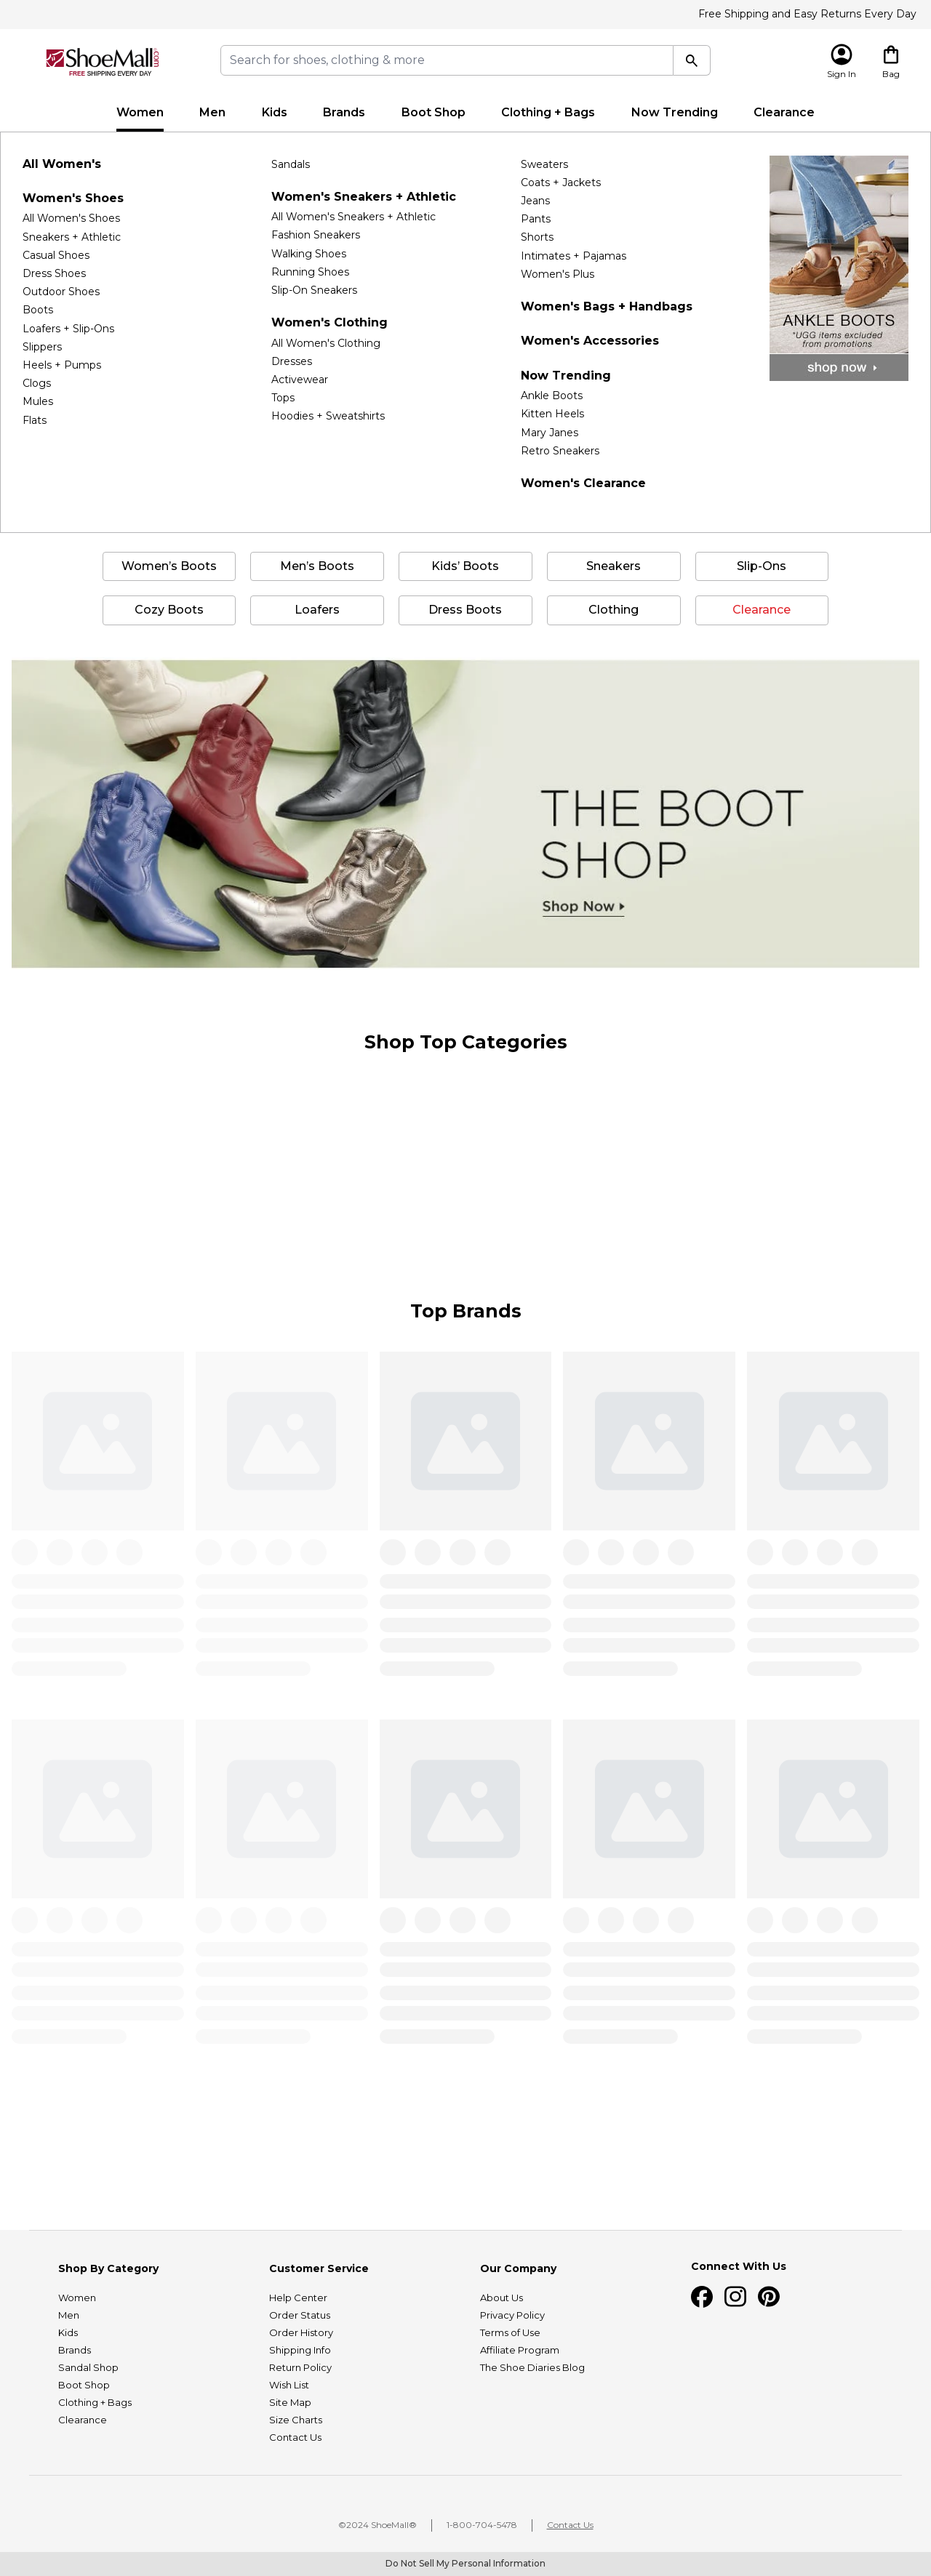 Free Shipping and Easy Returns Every Day
ShoeMall.com
FREE SHIPPING EVERY DAY
Search for shoes, clothing & more
Sign In
Bag
Women
Men
Kids
Brands
Boot Shop
Clothing + Bags
Now Trending
Clearance
All Women's
Women's Shoes
All Women's Shoes
Sneakers + Athletic
Casual Shoes
Dress Shoes
Outdoor Shoes
Boots
Loafers + Slip-Ons
Slippers
Heels + Pumps
Clogs
Mules
Flats
Sandals
Women's Sneakers + Athletic
All Women's Sneakers + Athletic
Fashion Sneakers
Walking Shoes
Running Shoes
Slip-On Sneakers
Women's Clothing
All Women's Clothing
Dresses
Activewear
Tops
Hoodies + Sweatshirts
Sweaters
Coats + Jackets
Jeans
Pants
Shorts
Intimates + Pajamas
Women's Plus
Women's Bags + Handbags
Women's Accessories
Now Trending
Ankle Boots
Kitten Heels
Mary Janes
Retro Sneakers
Women's Clearance
ANKLE BOOTS
*UGG items excluded
from promotions
shop now
Women's Boots
Men's Boots
Kids' Boots
Sneakers
Slip-Ons
Cozy Boots
Loafers
Dress Boots
Clothing
Clearance
THE BOOT
SHOP
Shop Now
Shop Top Categories
Top Brands
Shop By Category
Women
Men
Kids
Brands
Sandal Shop
Boot Shop
Clothing + Bags
Clearance
Customer Service
Help Center
Order Status
Order History
Shipping Info
Return Policy
Wish List
Site Map
Size Charts
Contact Us
Our Company
About Us
Privacy Policy
Terms of Use
Affiliate Program
The Shoe Diaries Blog
Connect With Us
©2024 ShoeMall®
1-800-704-5478
Contact Us
Do Not Sell My Personal Information